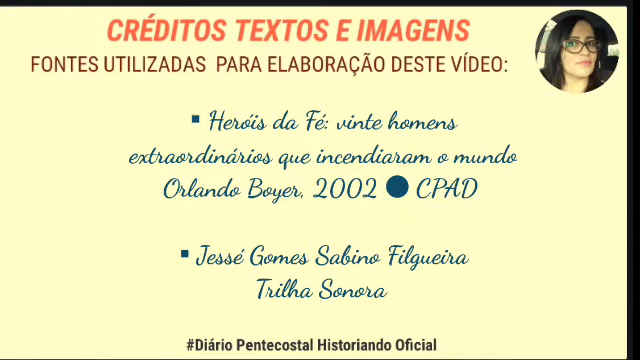 CRÉDITOS TEXTOS E IMAGENS
FONTES UTILIZADAS PARA ELABORAÇÃO DESTE VÍDEO:
▪ Heróis da Fé: vinte homens
extraordinários que incendiaram o mundo
Orlando Boyer, 2002 ● CPAD
▪ Jessé Gomes Sabino Filgueira
Trilha Sonora
#Diário Pentecostal Historiando Oficial